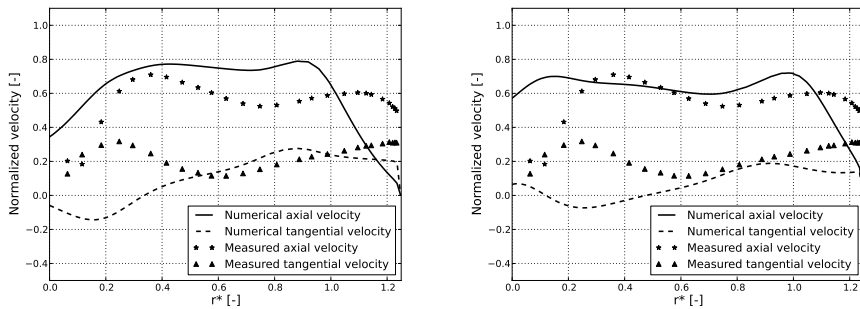 Normalized velocity [-]
1.0
0.8
0.6
0.4
0.2
0.0
−0.2
−0.4
0.0 0.2 0.4 0.6 0.8 1.0 1.2
r* [-]
Numerical axial velocity
Numerical tangential velocity
Measured axial velocity
Measured tangential velocity
Normalized velocity [-]
1.0
0.8
0.6
0.4
0.2
0.0
−0.2
−0.4
0.0 0.2 0.4 0.6 0.8 1.0 1.2
r* [-]
Numerical axial velocity
Numerical tangential velocity
Measured axial velocity
Measured tangential velocity